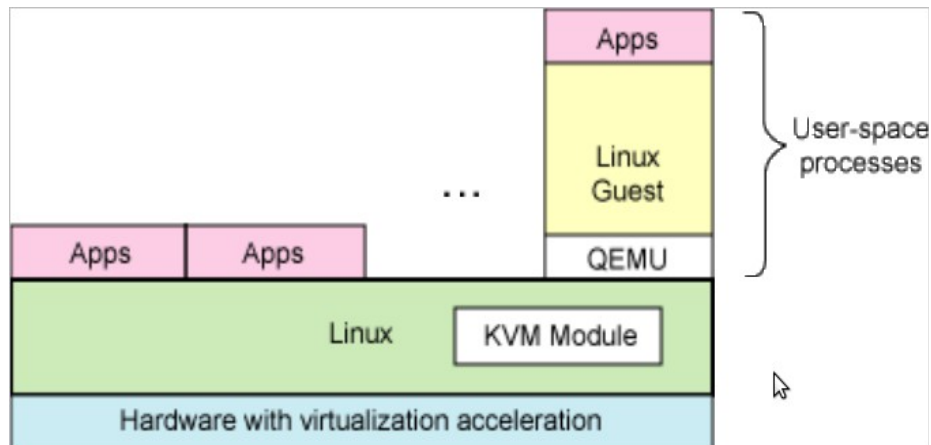 Apps
User-space
processes
Linux
Guest
...
Apps
Apps
QEMU
Linux
KVM Module
Hardware with virtualization acceleration